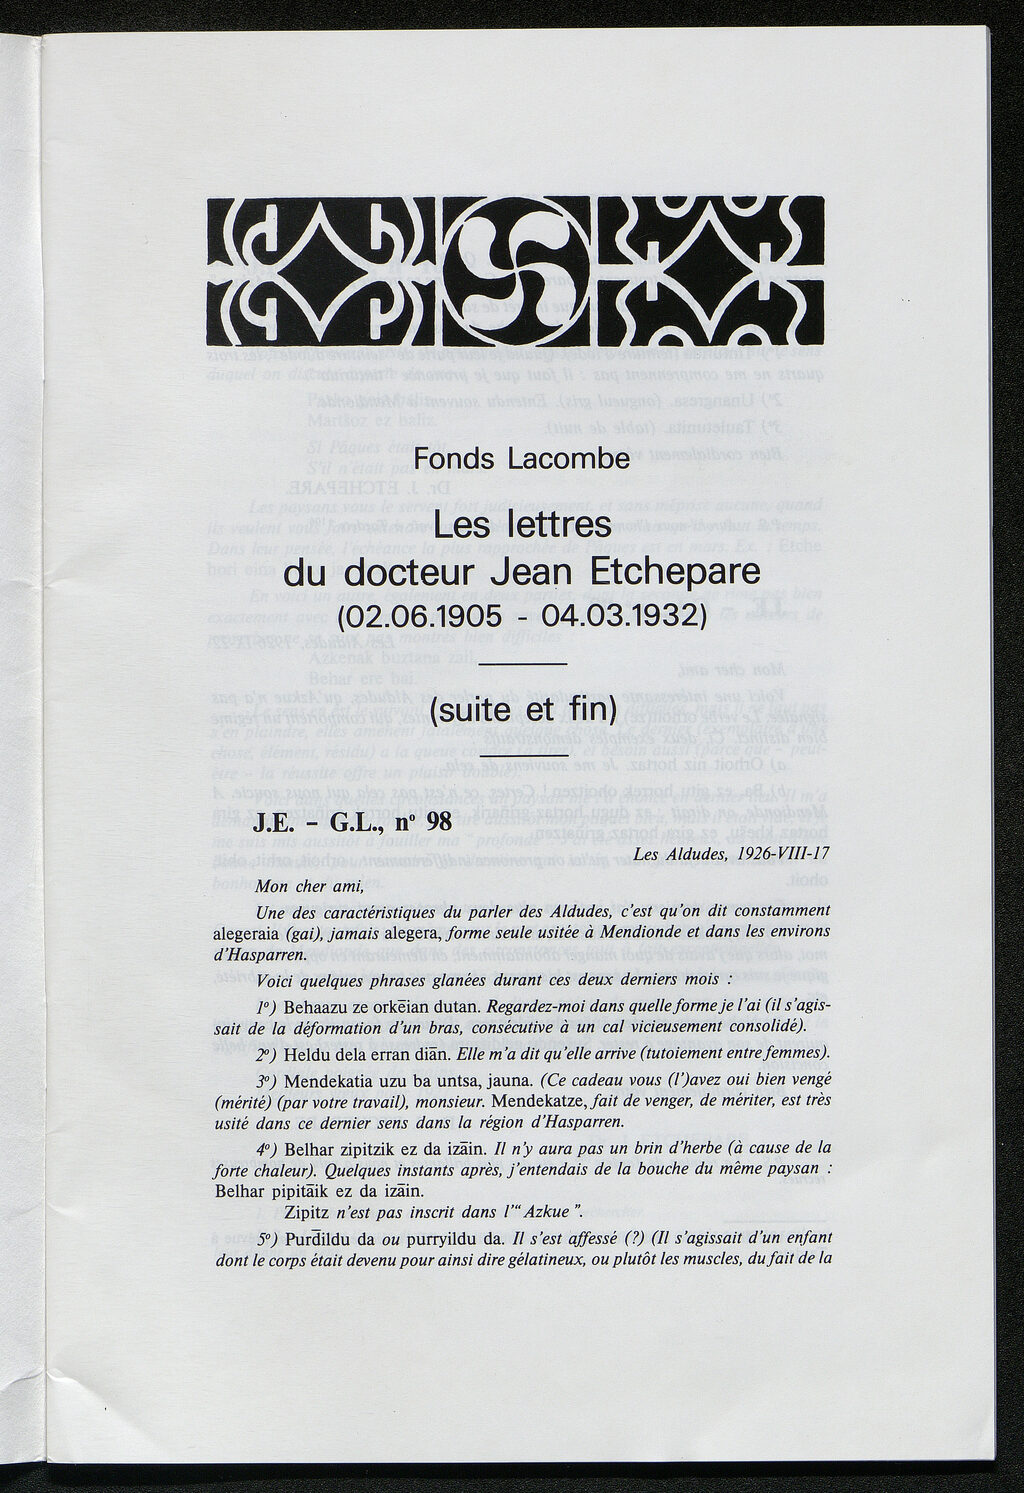 Fonds Lacombe
Les lettres
du docteur Jean Etchepare
(02.06.1905 - 04.03.1932)
(suite et fin)
J.E. – G.L., nº 98
Les Aldudes, 1926-VIII-17
Mon cher ami,
Une des caractéristiques du parler des Aldudes, c'est qu'on dit constamment
alegeraia (gai), jamais alegera, forme seule usitée à Mendionde et dans les environs
d'Hasparren.
Voici quelques phrases glanées durant ces deux derniers mois :
1º) Behaazu ze orkēian dutan. Regardez-moi dans quelle forme je l'ai (il s'agis-
sait de la déformation d'un bras, consécutive à un cal vicieusement consolidé).
2º) Heldu dela erran diān. Elle m'a dit qu'elle arrive (tutoiement entre femmes).
3º) Mendekatia uzu ba untsa, jauna. (Ce cadeau vous (l')avez oui bien vengé
(mérité) (par votre travail), monsieur. Mendekatze, fait de venger, de mériter, est très
usité dans ce dernier sens dans la région d'Hasparren.
4º) Belhar zipitzik ez da izāin. Il n'y aura pas un brin d'herbe (à cause de la
forte chaleur). Quelques instants après, j'entendais de la bouche du même paysan :
Belhar pipitāik ez da izāin.
Zipitz n'est pas inscrit dans l'“ Azkue ”.
5º) Purd̄ildu da ou purryildu da. Il s'est affessé (?) (Il s'agissait d'un enfant
dont le corps était devenu pour ainsi dire gélatineux, ou plutôt les muscles, du fait de la